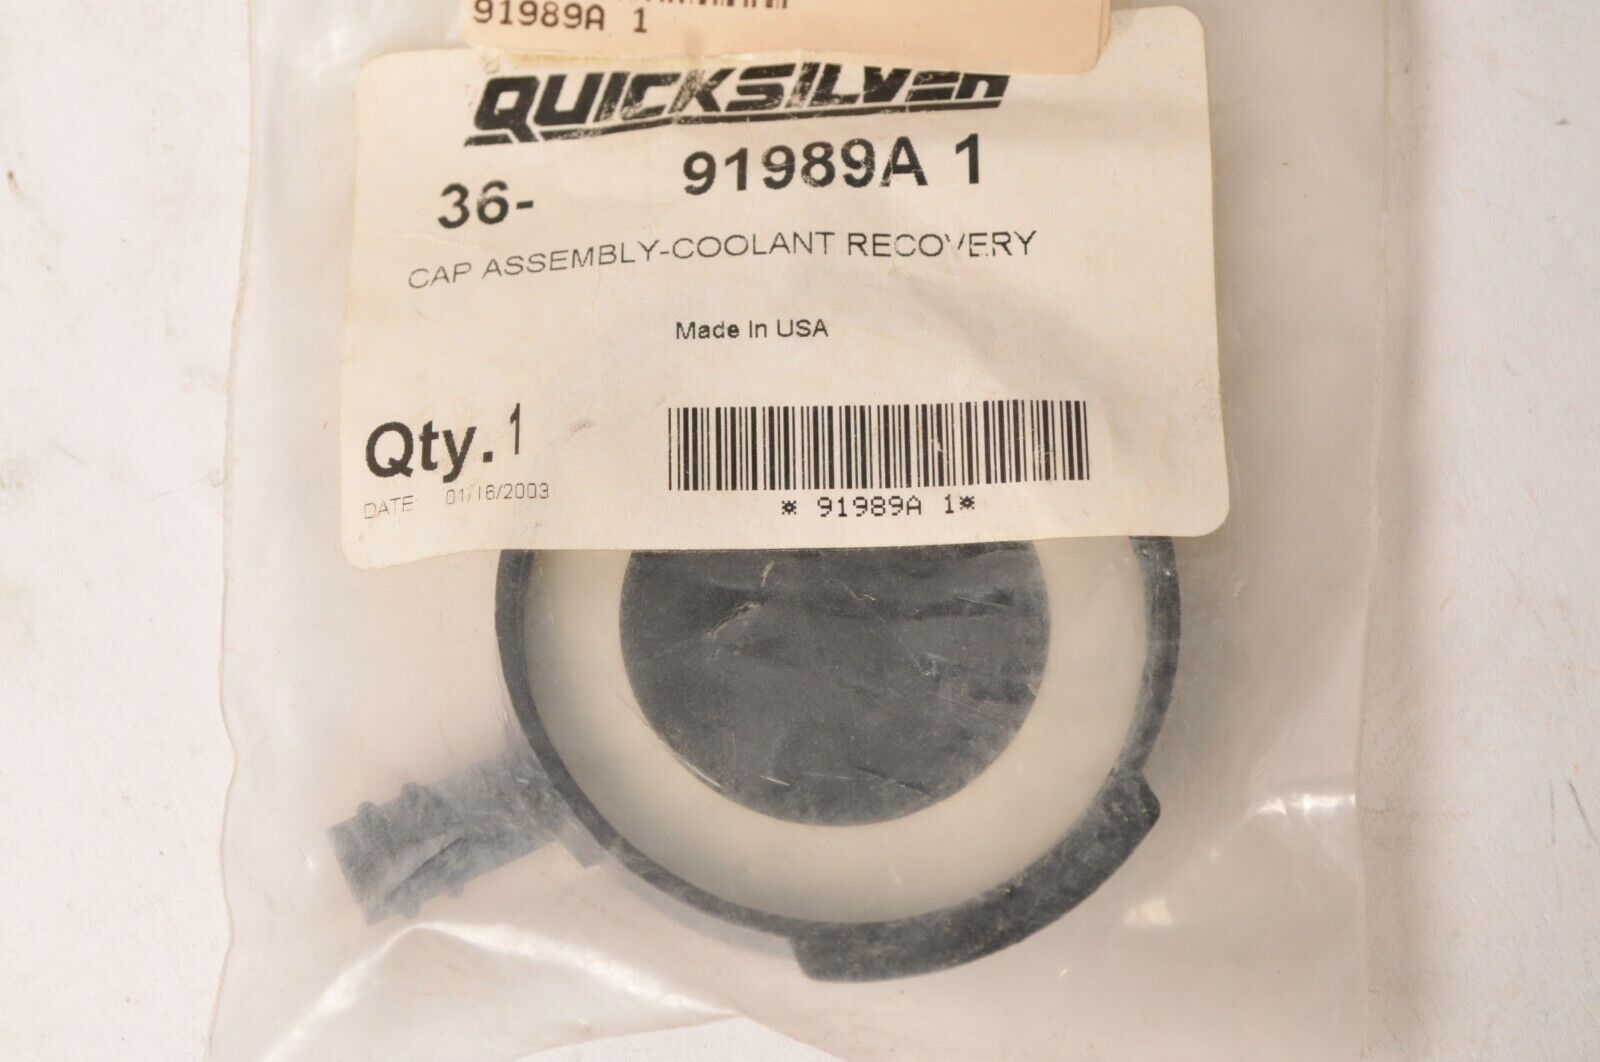 91989A 1
QUICKSILVER
36- 91989A 1
CAP ASSEMBLY-COOLANT RECOVERY
Made In USA
Qty. 1
DATE 01/16/2003
* 91989A 1*